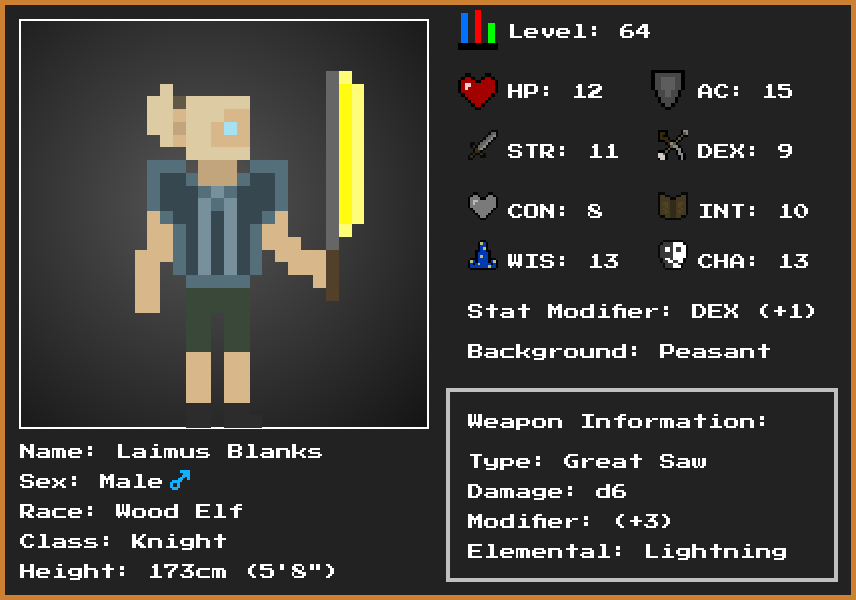 Level: 64
HP: 12
AC: 15
STR: 11
DEX: 9
CON: 8
INT: 10
WIS: 13
CHA: 13
Stat Modifier: DEX (+1)
Background: Peasant
Weapon Information:
Type: Great Saw
Damage: d6
Modifier: (+3)
Elemental: Lightning
Name: Laimus Blanks
Sex: Male♂
Race: Wood Elf
Class: Knight
Height: 173cm (5'8")